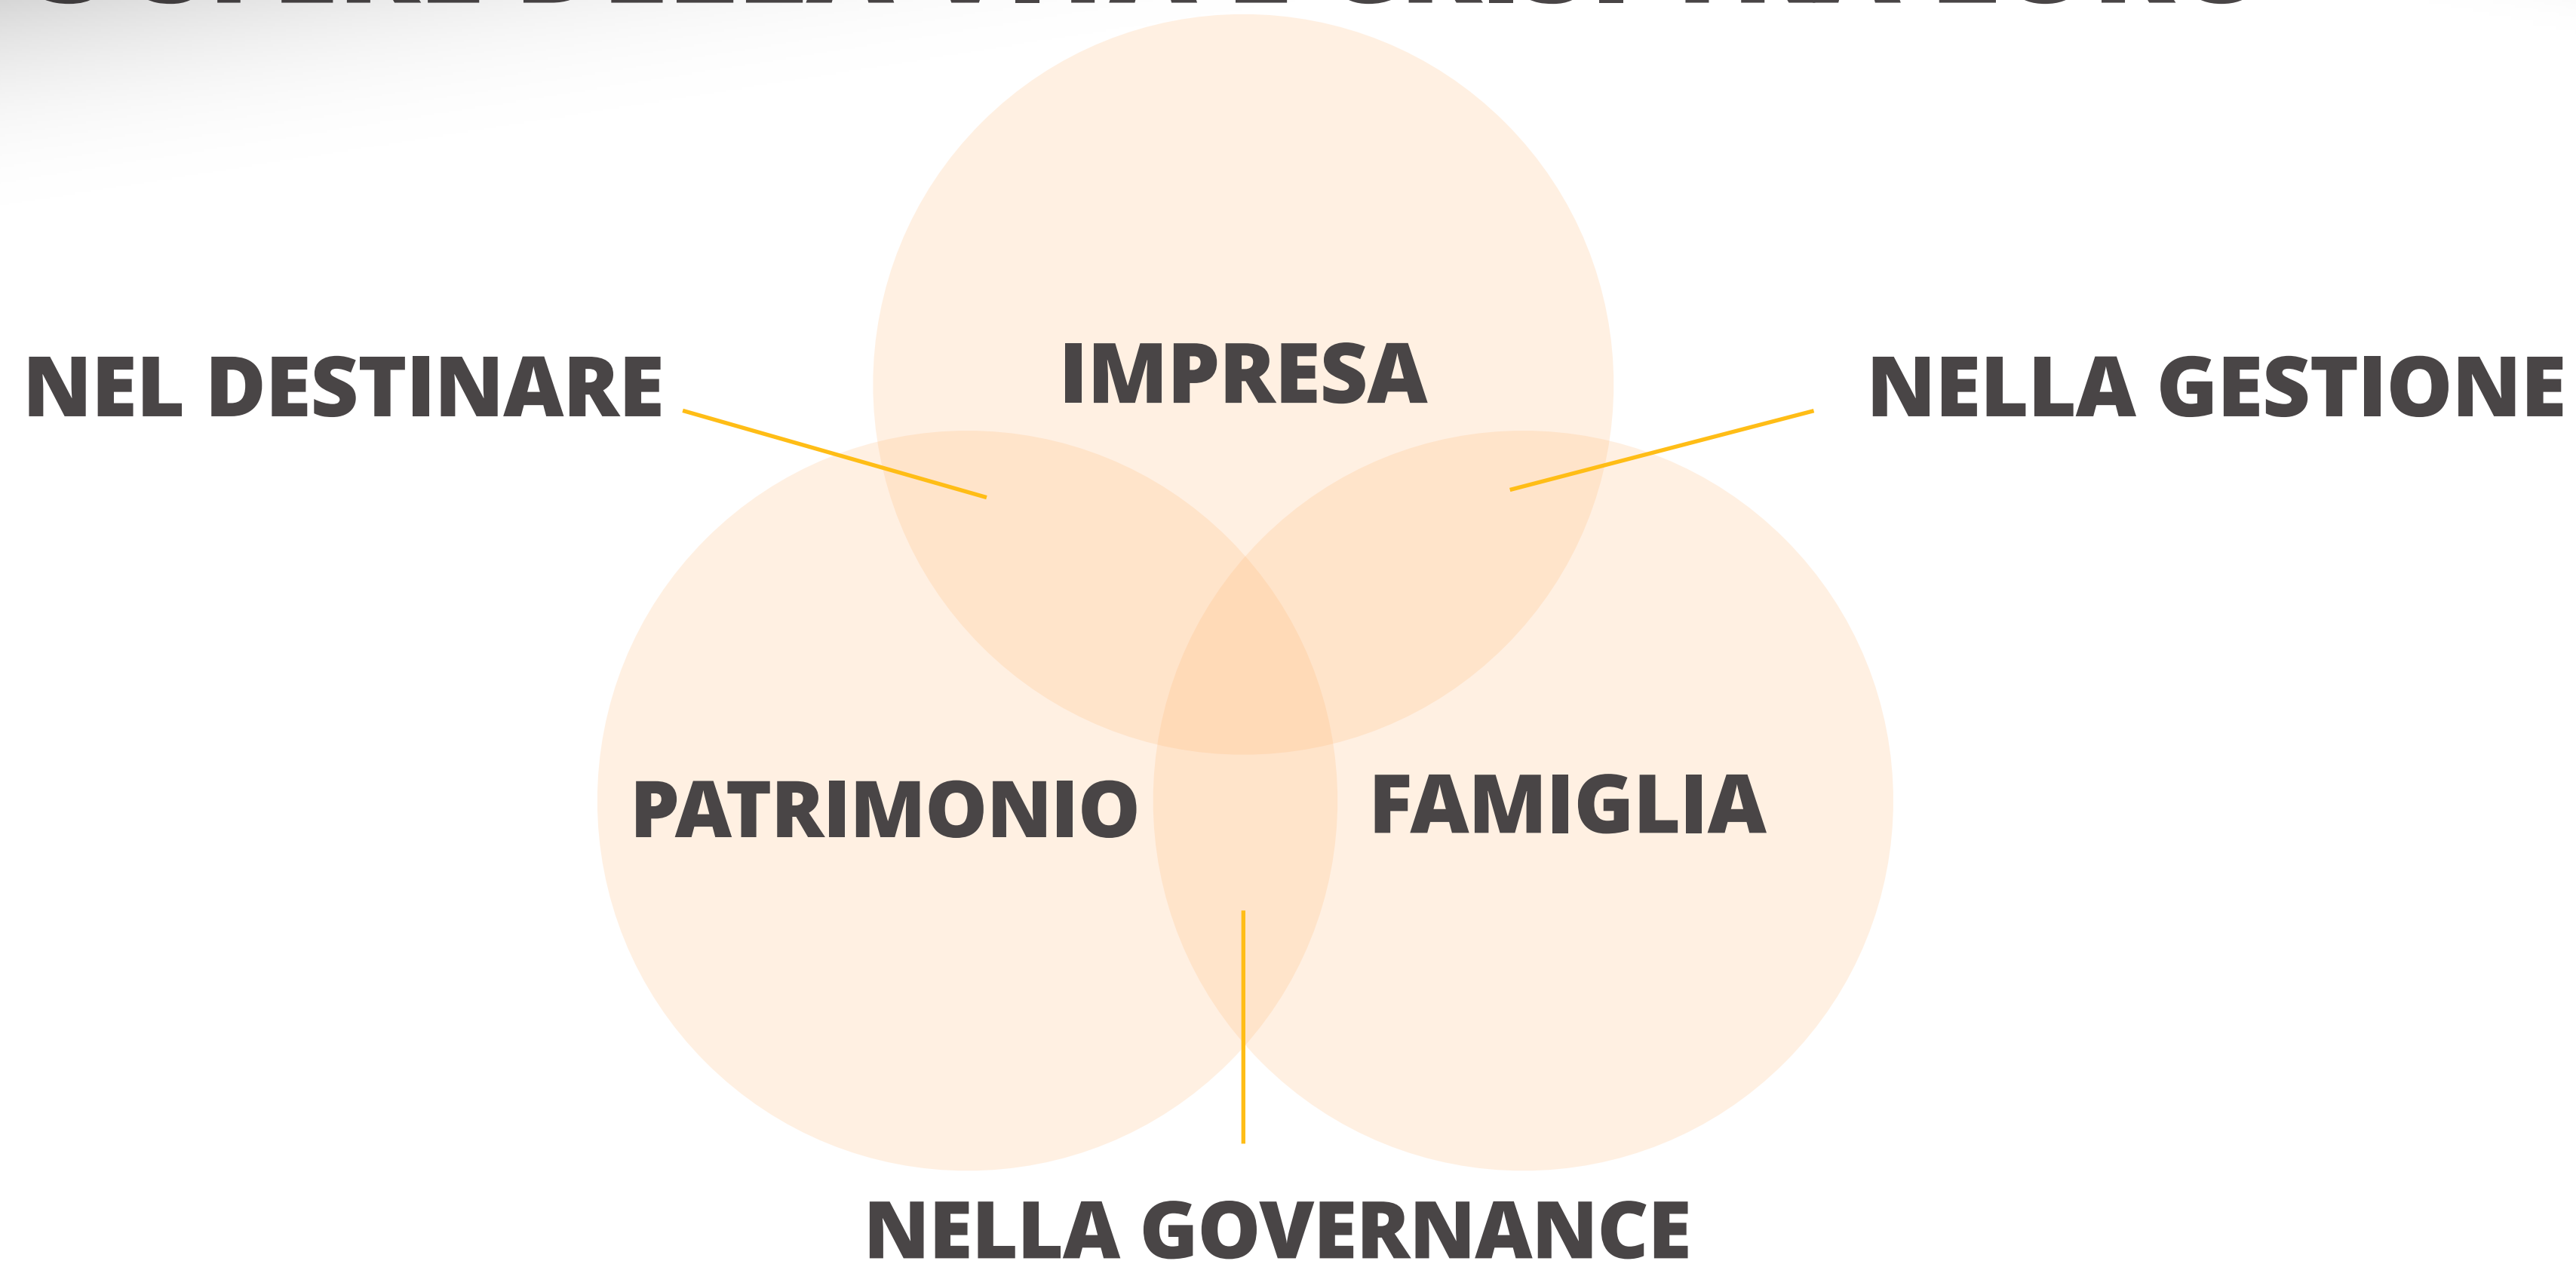 IMPRESA
NEL DESTINARE
NELLA GESTIONE
PATRIMONIO
FAMIGLIA
NELLA GOVERNANCE